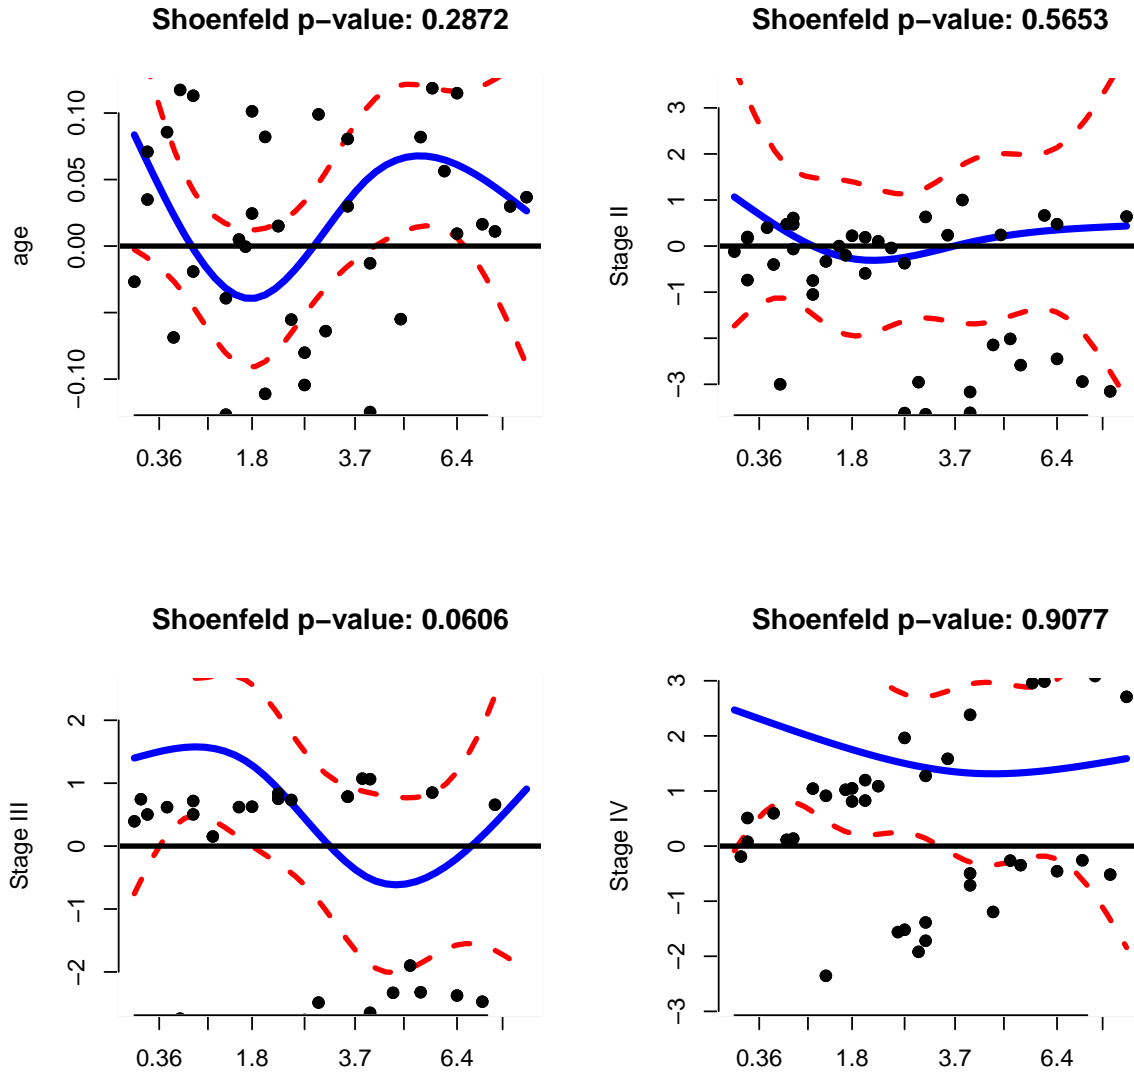 Shoenfeld p−value: 0.2872
age
0.10
0.05
0.00
−0.10
0.36 1.8 3.7 6.4
Shoenfeld p−value: 0.5653
Stage II
3
2
1
0
−1
−3
0.36 1.8 3.7 6.4
Shoenfeld p−value: 0.0606
Stage III
2
1
0
−1
−2
0.36 1.8 3.7 6.4
Shoenfeld p−value: 0.9077
Stage IV
3
2
1
0
−1
−2
−3
0.36 1.8 3.7 6.4